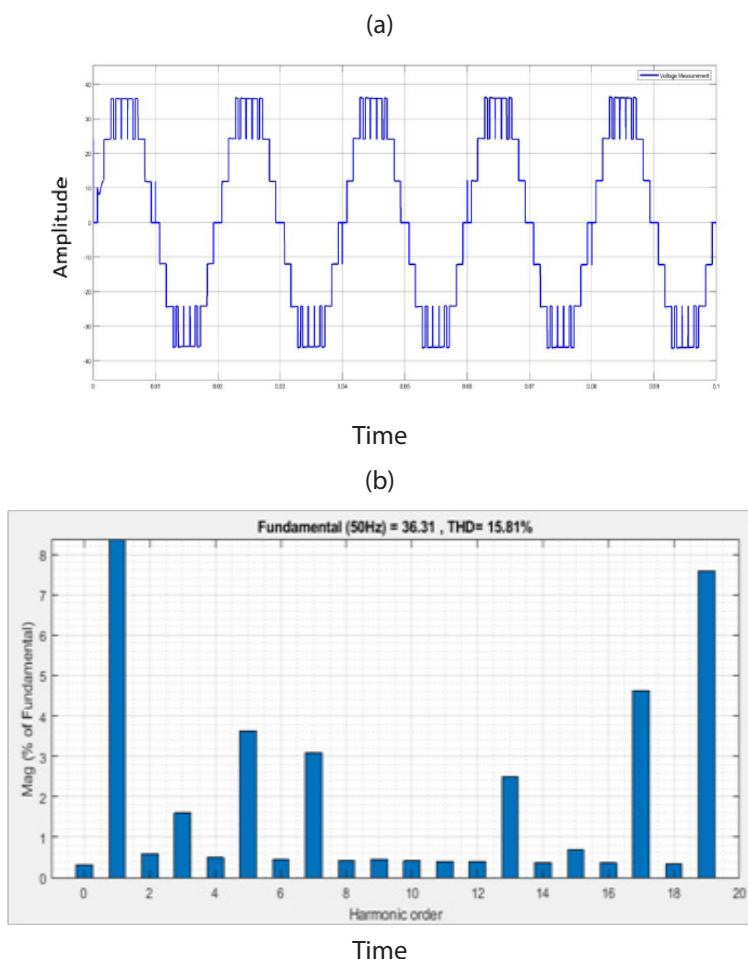 (a)
Voltage Measurement
40
30
20
10
0
-10
-20
-30
-40
Amplitude
0 0.01 0.02 0.03 0.04 0.05 0.06 0.07 0.08 0.09 0.1
Time
(b)
Fundamental (50Hz) = 36.31 , THD= 15.81%
8
7
6
5
4
3
2
1
0
Mag (% of Fundamental)
0 2 4 6 8 10 12 14 16 18 20
Harmonic order
Time